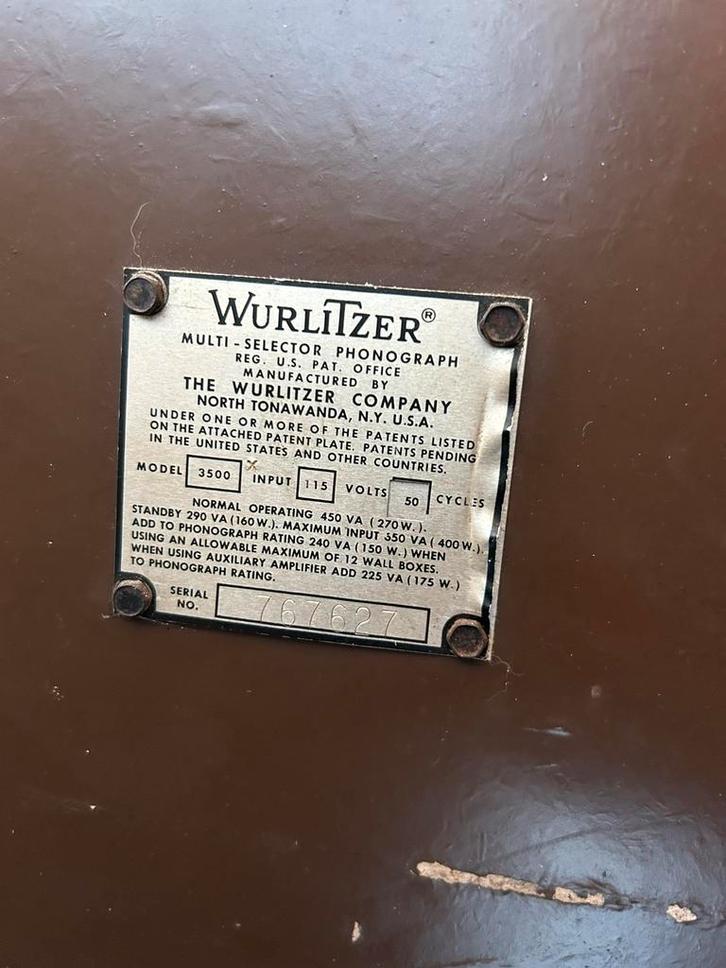 WURLITZER®
MULTI-SELECTOR PHONOGRAPH
REG. U.S. PAT. OFFICE
MANUFACTURED BY
THE WURLITZER COMPANY
NORTH TONAWANDA, N.Y. U.S.A.
UNDER ONE OR MORE OF THE PATENTS LISTED
ON THE ATTACHED PATENT PLATE. PATENTS PENDING
IN THE UNITED STATES AND OTHER COUNTRIES.
MODEL 3500 X INPUT 115 VOLTS 50 CYCLES
NORMAL OPERATING 450 VA (270 W.).
STANDBY 290 VA (160 W.). MAXIMUM INPUT 550 VA (400 W.).
ADD TO PHONOGRAPH RATING 240 VA (150 W.) WHEN
USING AN ALLOWABLE MAXIMUM OF 12 WALL BOXES.
WHEN USING AUXILIARY AMPLIFIER ADD 225 VA (175 W.)
TO PHONOGRAPH RATING.
SERIAL NO. 767627